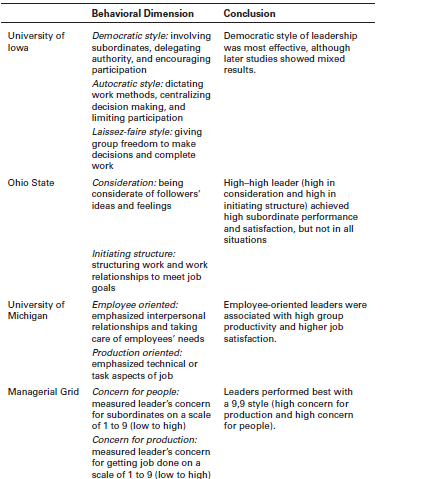 Behavioral Dimension Conclusion
University of Iowa
Democratic style: involving
subordinates, delegating
authority, and encouraging
participation
Autocratic style: dictating
work methods, centralizing
decision making, and
limiting participation
Laissez-faire style: giving
group freedom to make
decisions and complete
work
Democratic style of leadership
was most effective, although
later studies showed mixed
results.
Ohio State
Consideration: being
considerate of followers'
ideas and feelings
Initiating structure:
structuring work and work
relationships to meet job
goals
High–high leader (high in
consideration and high in
initiating structure) achieved
high subordinate performance
and satisfaction, but not in all
situations
University of
Michigan
Employee oriented:
emphasized interpersonal
relationships and taking
care of employees' needs
Production oriented:
emphasized technical or
task aspects of job
Employee-oriented leaders were
associated with high group
productivity and higher job
satisfaction.
Managerial Grid
Concern for people:
measured leader's concern
for subordinates on a scale
of 1 to 9 (low to high)
Concern for production:
measured leader's concern
for getting job done on a
scale of 1 to 9 (low to high)
Leaders performed best with
a 9,9 style (high concern for
production and high concern
for people).